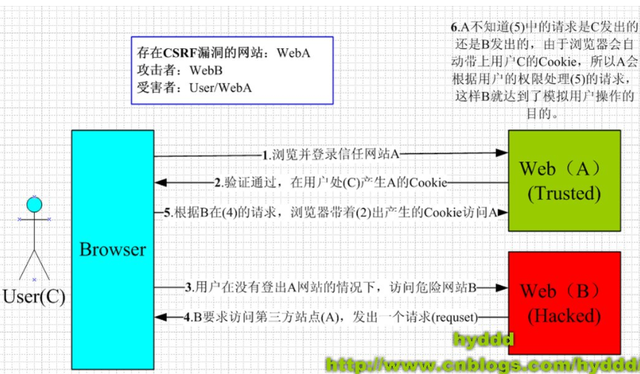 存在CSRF漏洞的网站：WebA
攻击者：WebB
受害者：User/WebA
6.A不知道(5)中的请求是C发出的
还是B发出的，由于浏览器会自
动带上用户C的Cookie，所以A会
根据用户的权限处理(5)的请求，
这样B就达到了模拟用户操作的
目的。
1.浏览并登录信任网站A
2.验证通过，在用户处(C)产生A的Cookie
5.根据B在(4)的请求，浏览器带着(2)出产生的Cookie访问A
3.用户在没有登出A网站的情况下，访问危险网站B
4.B要求访问第三方站点(A)，发出一个请求(requset)
User(C)
Browser
Web（A）
(Trusted)
Web（B）
(Hacked)
hyddd
http://www.cnblogs.com/hyddd